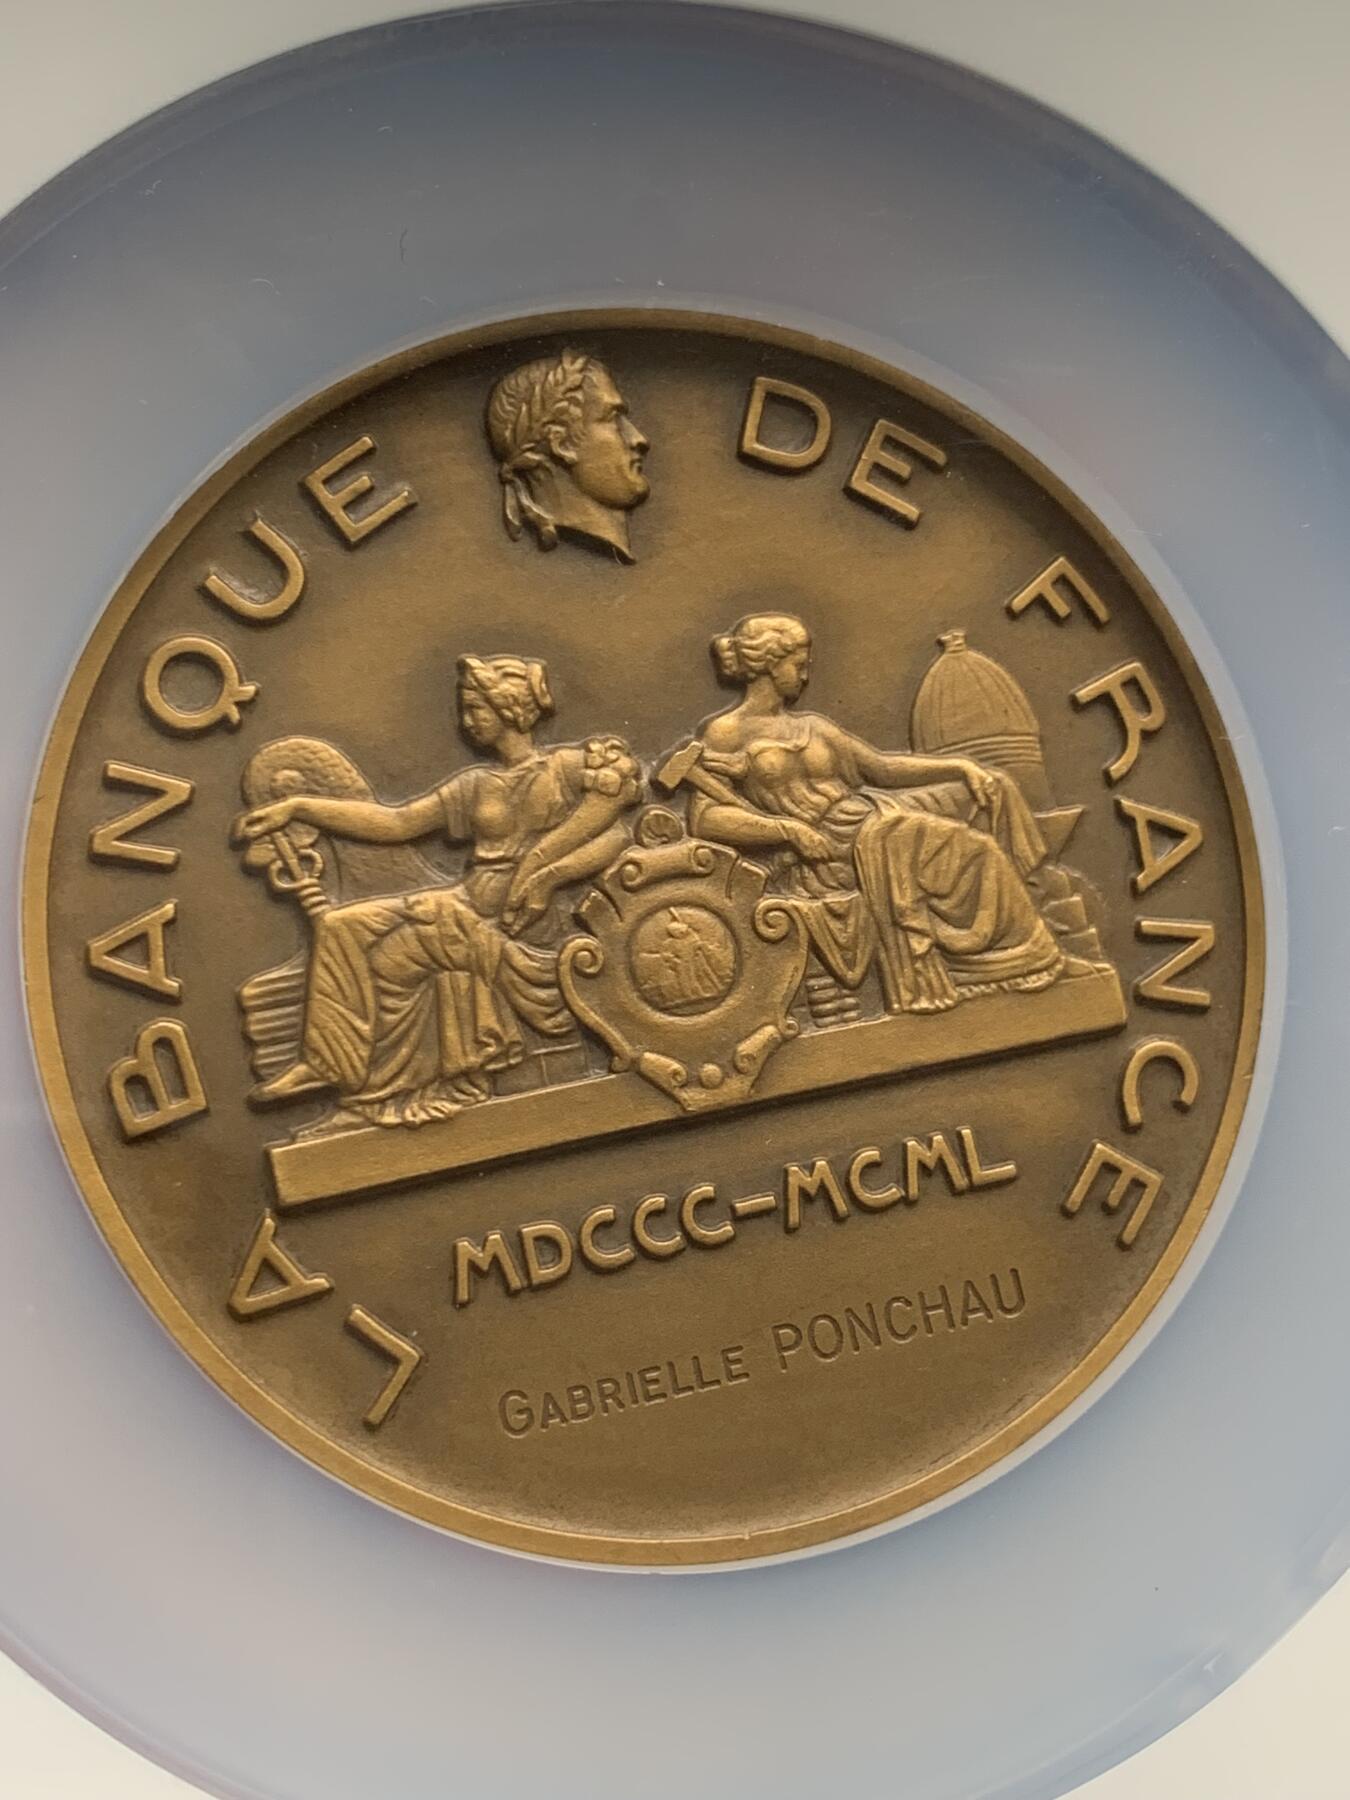 LA BANQUE DE FRANCE
MDCCC-MCML
GABRIELLE PONCHAU